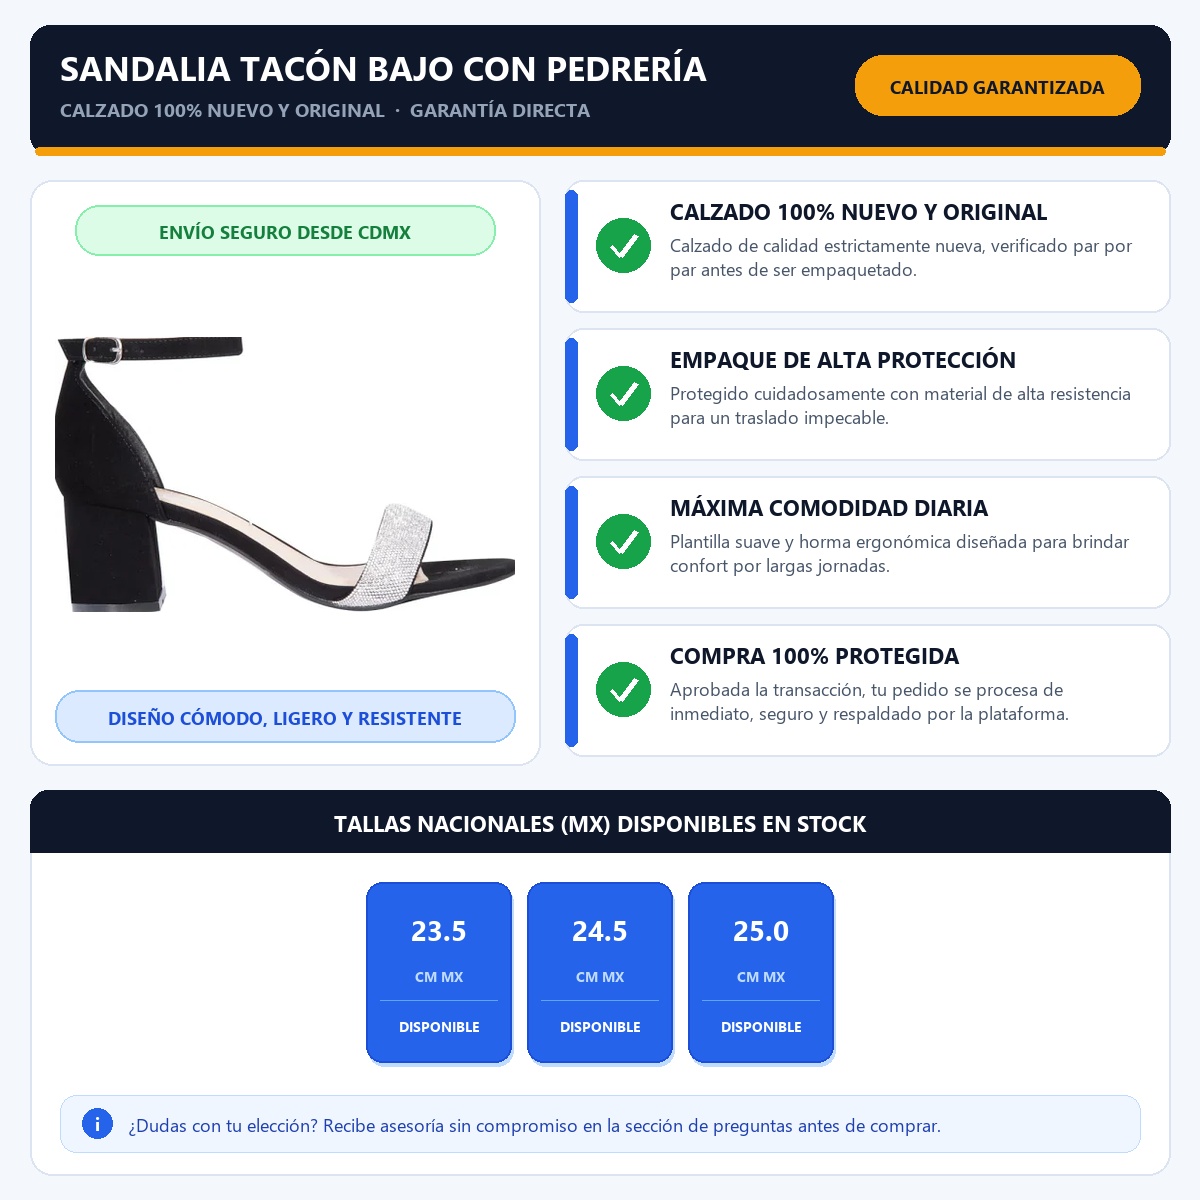 SANDALIA TACÓN BAJO CON PEDRERÍA
CALZADO 100% NUEVO Y ORIGINAL · GARANTÍA DIRECTA
CALIDAD GARANTIZADA
ENVÍO SEGURO DESDE CDMX
DISEÑO CÓMODO, LIGERO Y RESISTENTE
CALZADO 100% NUEVO Y ORIGINAL
Calzado de calidad estrictamente nueva, verificado par por
par antes de ser empaquetado.
EMPAQUE DE ALTA PROTECCIÓN
Protegido cuidadosamente con material de alta resistencia
para un traslado impecable.
MÁXIMA COMODIDAD DIARIA
Plantilla suave y horma ergonómica diseñada para brindar
confort por largas jornadas.
COMPRA 100% PROTEGIDA
Aprobada la transacción, tu pedido se procesa de
inmediato, seguro y respaldado por la plataforma.
TALLAS NACIONALES (MX) DISPONIBLES EN STOCK
23.5
CM MX
DISPONIBLE
24.5
CM MX
DISPONIBLE
25.0
CM MX
DISPONIBLE
¿Dudas con tu elección? Recibe asesoría sin compromiso en la sección de preguntas antes de comprar.